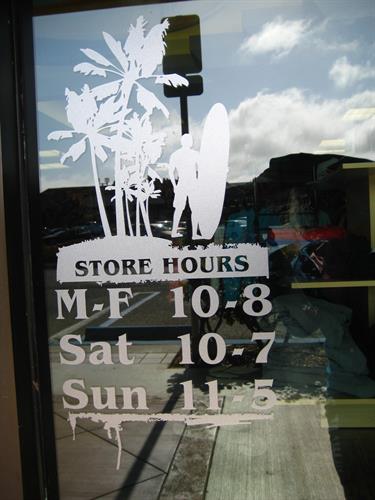 STORE HOURS
M-F 10-8
Sat 10-7
Sun 11-5